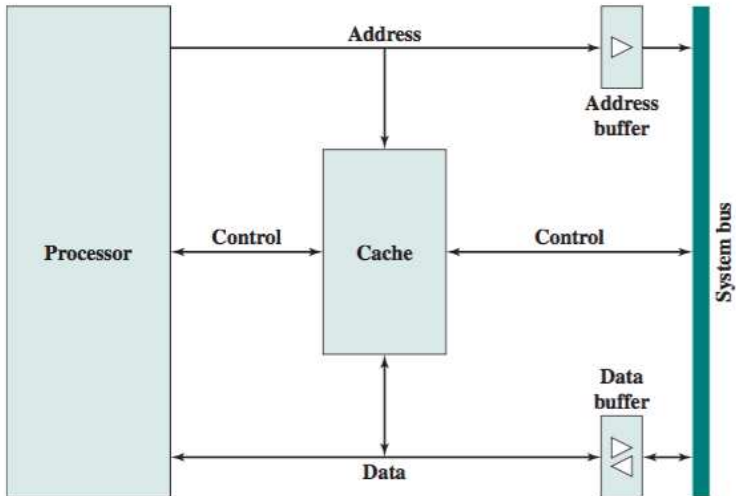 Address
Address
buffer
Processor
Control
Cache
Control
System bus
Data
buffer
Data